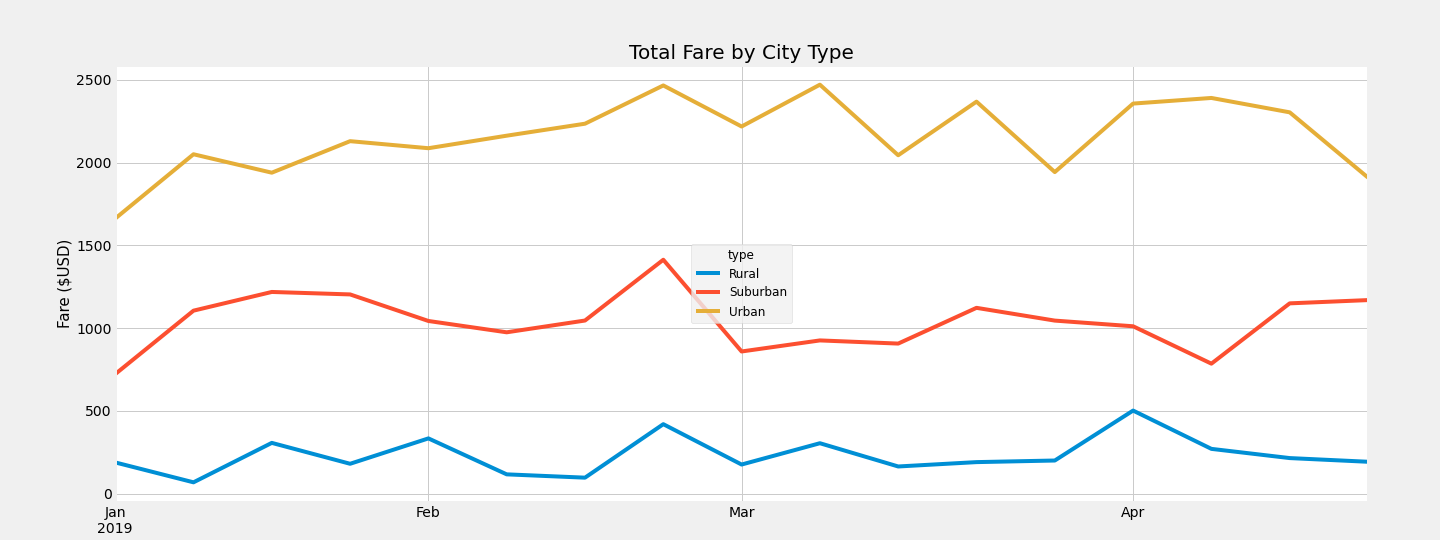 Total Fare by City Type
Fare ($USD)
2500
2000
1500
1000
500
0
type
Rural
Suburban
Urban
Jan
2019
Feb
Mar
Apr